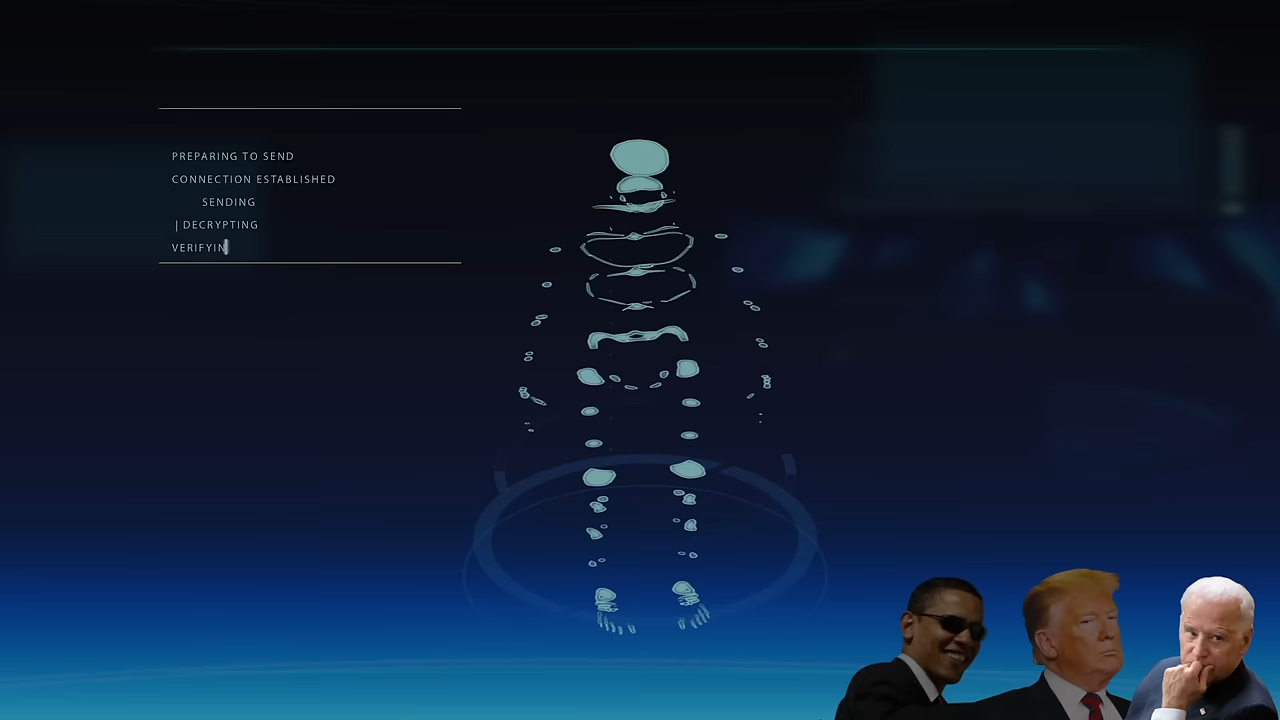 PREPARING TO SEND
CONNECTION ESTABLISHED
SENDING
| DECRYPTING
VERIFYIN